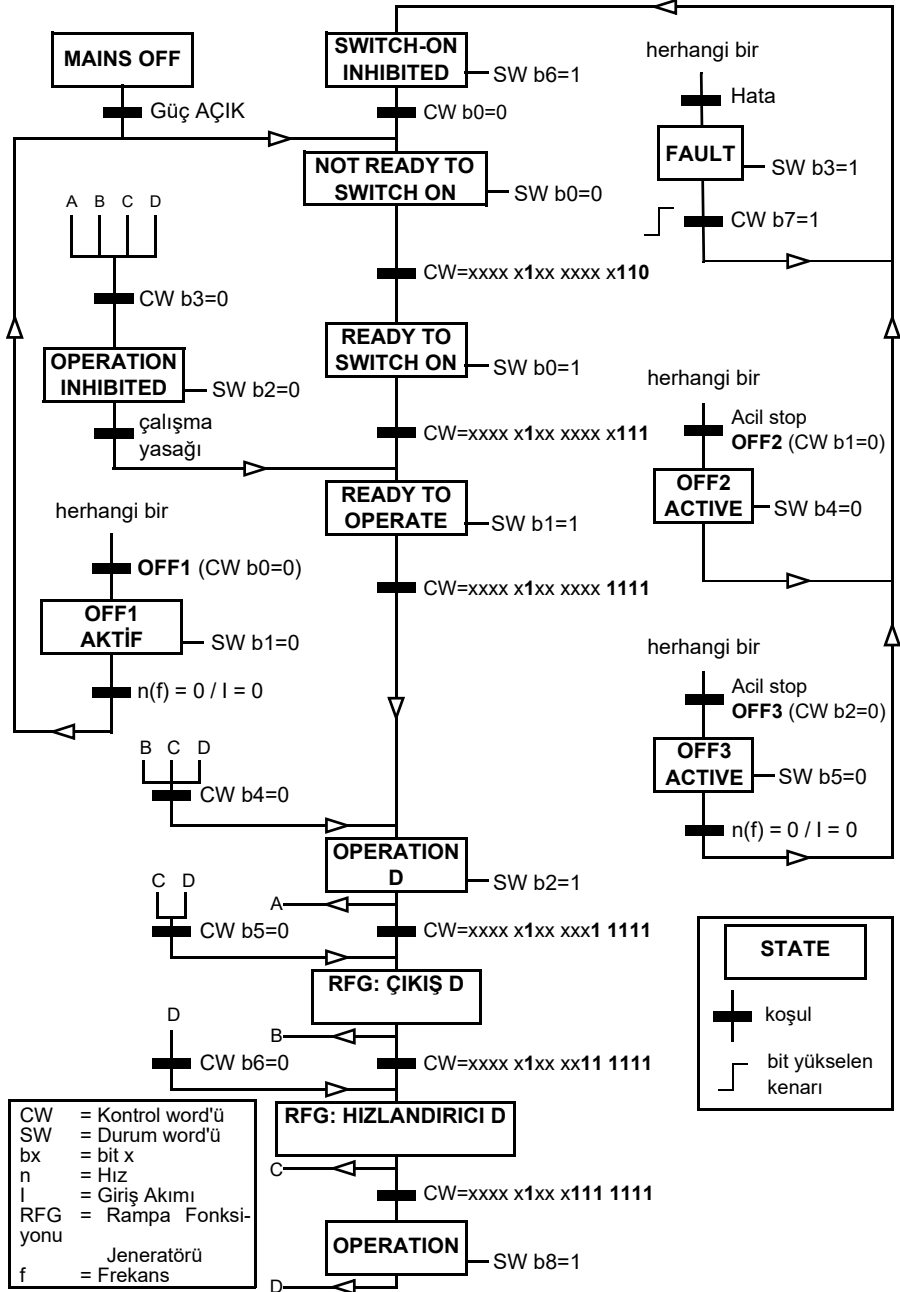 MAINS OFF
Güç AÇIK
SWITCH-ON
INHIBITED
SW b6=1
CW b0=0
NOT READY TO
SWITCH ON
SW b0=0
CW=xxxx x1xx xxxx x110
READY TO
SWITCH ON
SW b0=1
CW=xxxx x1xx xxxx x111
READY TO
OPERATE
SW b1=1
CW=xxxx x1xx xxxx 1111
A B C D
CW b3=0
OPERATION
INHIBITED
SW b2=0
çalışma
yasağı
herhangi bir
OFF1 (CW b0=0)
OFF1
AKTİF
SW b1=0
n(f) = 0 / I = 0
B C D
CW b4=0
OPERATION
D
SW b2=1
A
C D
CW b5=0
CW=xxxx x1xx xxx1 1111
RFG: ÇIKIŞ D
B
D
CW b6=0
CW=xxxx x1xx xx11 1111
RFG: HIZLANDIRICI D
C
CW=xxxx x1xx x111 1111
OPERATION
SW b8=1
D
herhangi bir
Hata
FAULT
SW b3=1
CW b7=1
herhangi bir
Acil stop
OFF2 (CW b1=0)
OFF2
ACTIVE
SW b4=0
herhangi bir
Acil stop
OFF3 (CW b2=0)
OFF3
ACTIVE
SW b5=0
n(f) = 0 / I = 0
STATE
koşul
bit yükselen
kenarı
CW = Kontrol word'ü
SW = Durum word'ü
bx = bit x
n = Hız
I = Giriş Akımı
RFG = Rampa Fonksi-
yonu
Jeneratörü
f = Frekans